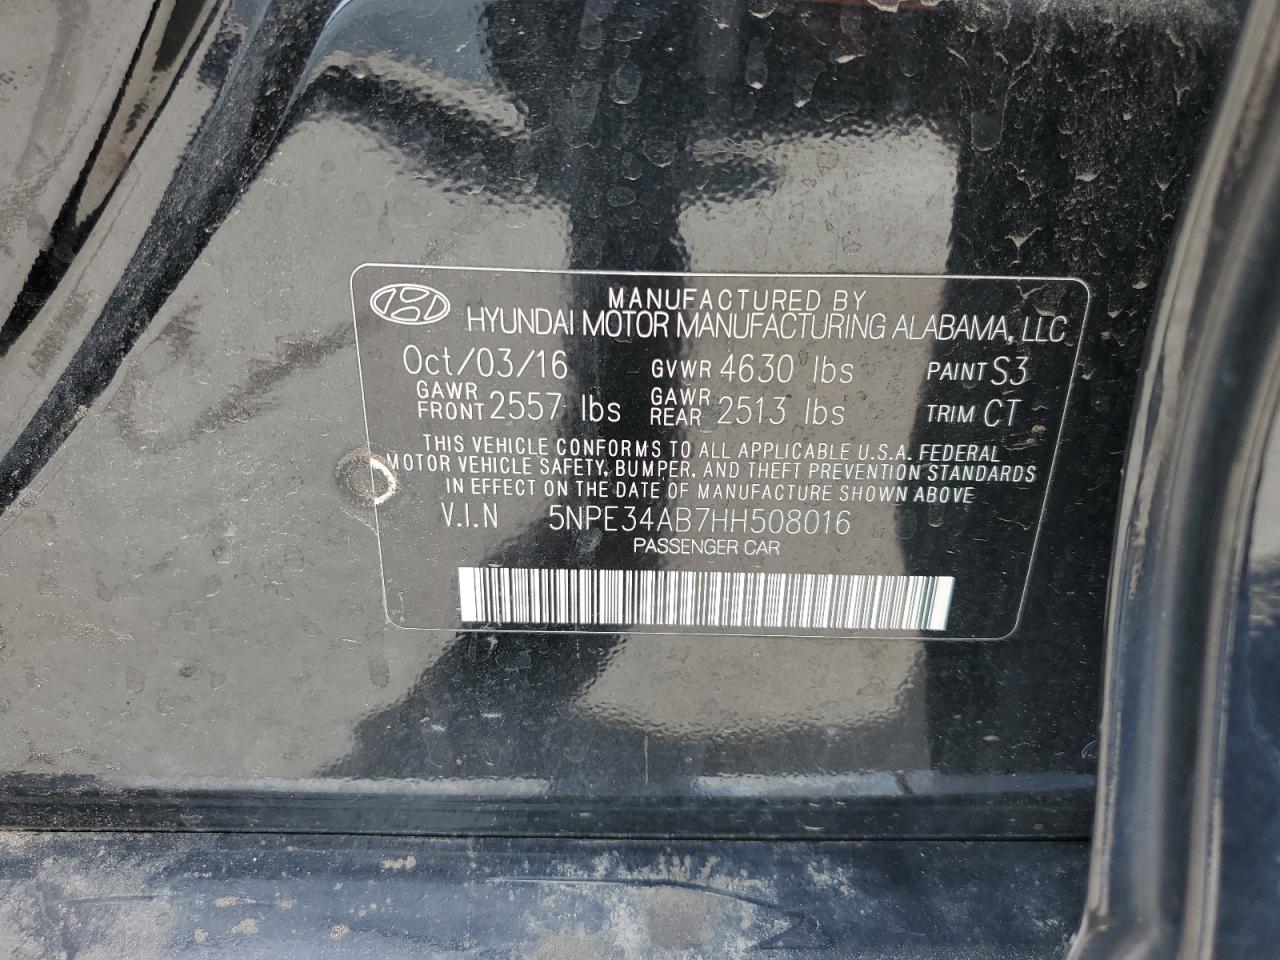 MANUFACTURED BY
HYUNDAI MOTOR MANUFACTURING ALABAMA, LLC
Oct/03/16 GVWR 4630 lbs PAINT S3
GAWR FRONT 2557 lbs GAWR REAR 2513 lbs TRIM CT
THIS VEHICLE CONFORMS TO ALL APPLICABLE U.S.A. FEDERAL
MOTOR VEHICLE SAFETY, BUMPER, AND THEFT PREVENTION STANDARDS
IN EFFECT ON THE DATE OF MANUFACTURE SHOWN ABOVE
V.I.N 5NPE34AB7HH508016
PASSENGER CAR